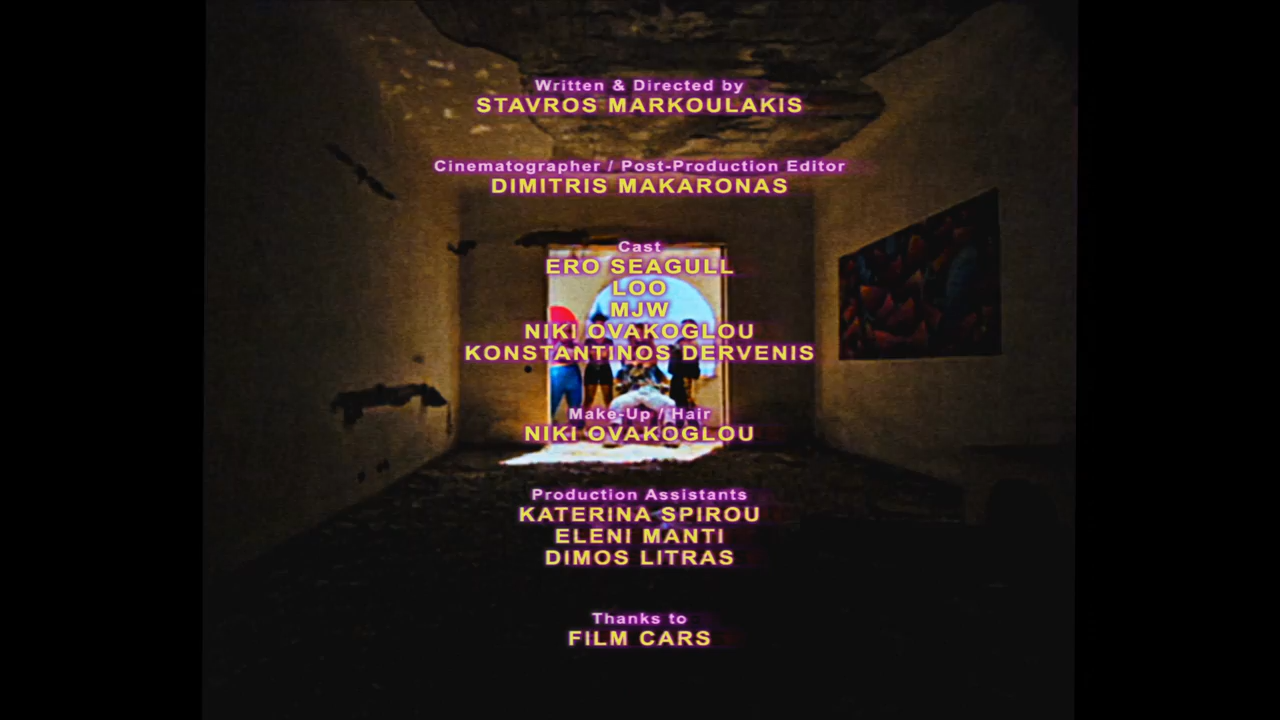 Written & Directed by
STAVROS MARKOULAKIS
Cinematographer / Post-Production Editor
DIMITRIS MAKARONAS
Cast
ERO SEAGULL
LOO
MJW
NIKI OVAKOGLOU
KONSTANTINOS DERVENIS
Make-Up / Hair
NIKI OVAKOGLOU
Production Assistants
KATERINA SPIROU
ELENI MANTI
DIMOS LITRAS
Thanks to
FILM CARS